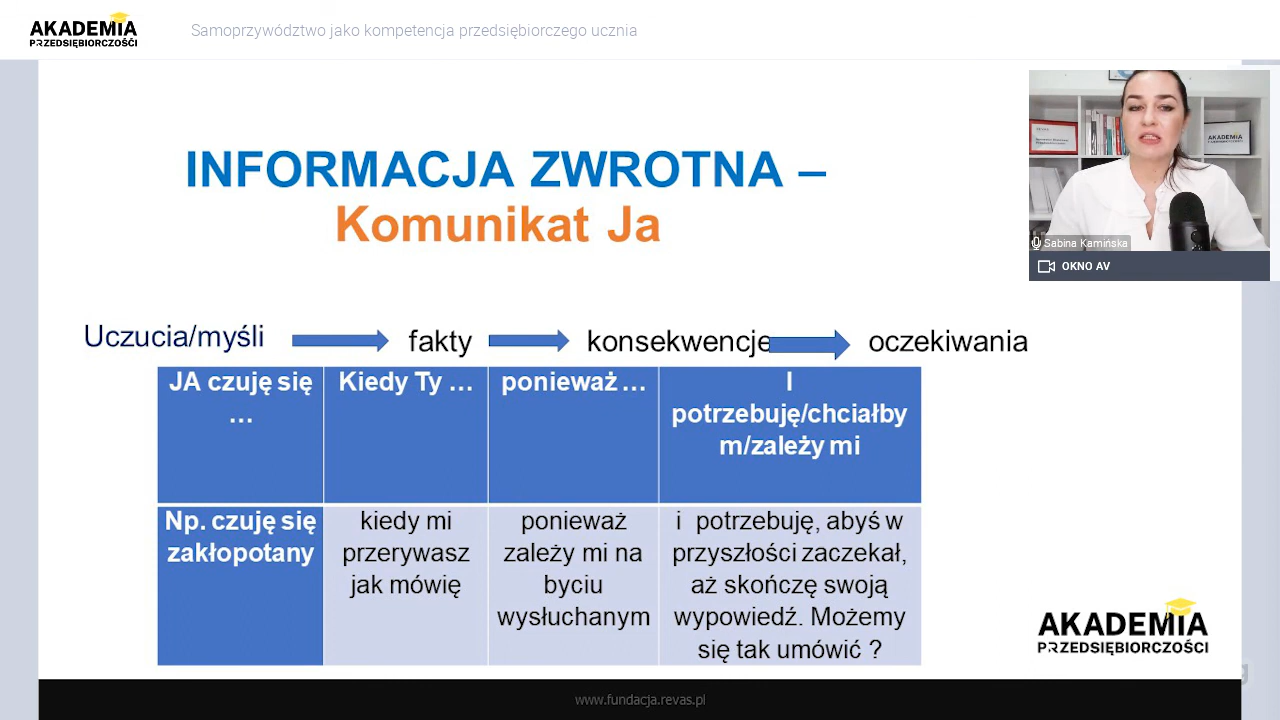 AKADEMIA
PRZEDSIĘBIORCZOŚCI
Samoprzywództwo jako kompetencja przedsiębiorczego ucznia
INFORMACJA ZWROTNA –
Komunikat Ja
AKADEMIA
Sabina Kamińska
OKNO AV
Uczucia/myśli
fakty
konsekwencje
oczekiwania
JA czuję się
…
Kiedy Ty …
ponieważ …
I
potrzebuję/chciałby
m/zależy mi
Np. czuję się
zakłopotany
kiedy mi
przerywasz
jak mówię
ponieważ
zależy mi na
byciu
wysłuchanym
i potrzebuję, abyś w
przyszłości zaczekał,
aż skończę swoją
wypowiedź. Możemy
się tak umówić ?
AKADEMIA
PRZEDSIĘBIORCZOŚCI
www.fundacja.revas.pl